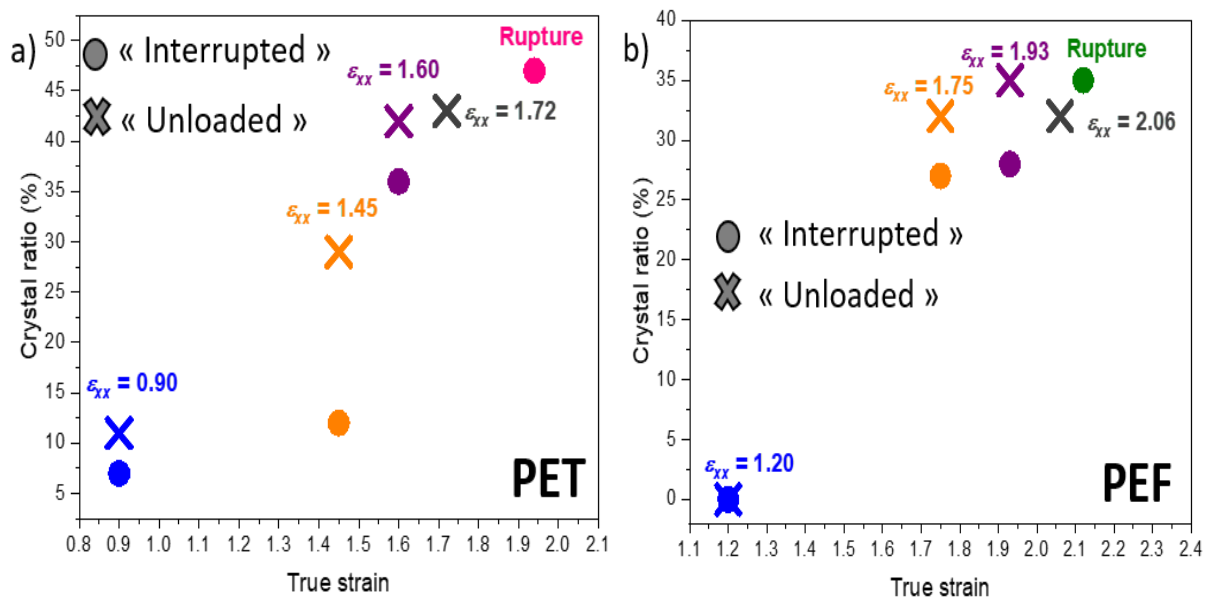 a)
« Interrupted »
« Unloaded »
Rupture
εxx = 1.60
εxx = 1.72
εxx = 1.45
εxx = 0.90
PET
Crystal ratio (%)
50
45
40
35
30
25
20
15
10
5
0.8 0.9 1.0 1.1 1.2 1.3 1.4 1.5 1.6 1.7 1.8 1.9 2.0 2.1
True strain
b)
εxx = 1.93
Rupture
εxx = 1.75
εxx = 2.06
« Interrupted »
« Unloaded »
εxx = 1.20
PEF
Crystal ratio (%)
40
35
30
25
20
15
10
5
0
1.1 1.2 1.3 1.4 1.5 1.6 1.7 1.8 1.9 2.0 2.1 2.2 2.3 2.4
True strain